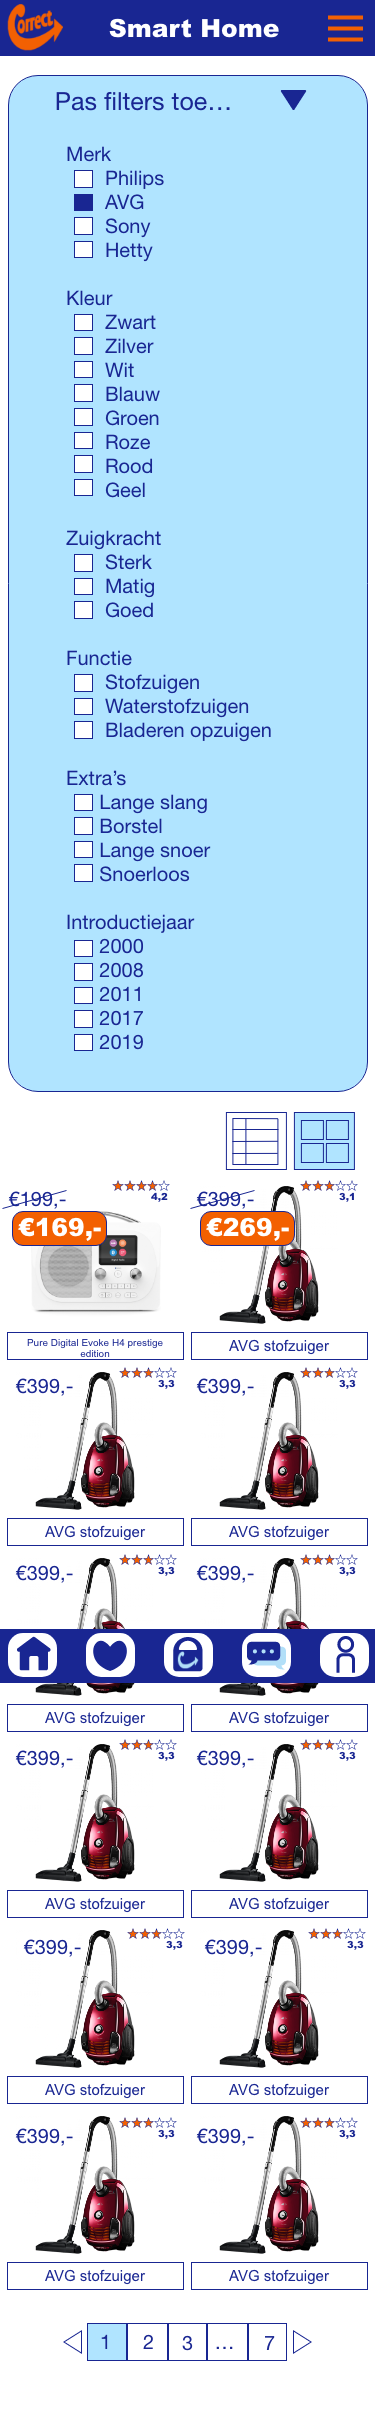 Correct
Smart Home
Pas filters toe...
Merk
Philips
AVG
Sony
Hetty
Kleur
Zwart
Zilver
Wit
Blauw
Groen
Roze
Rood
Geel
Zuigkracht
Sterk
Matig
Goed
Functie
Stofzuigen
Waterstofzuigen
Bladeren opzuigen
Extra's
Lange slang
Borstel
Lange snoer
Snoerloos
Introductiejaar
2000
2008
2011
2017
2019
€199,-
4,2
€169,-
€399,-
3,1
€269,-
Pure Digital Evoke H4 prestige
edition
AVG stofzuiger
€399,-
3,3
€399,-
3,3
AVG stofzuiger
AVG stofzuiger
€399,-
3,3
€399,-
3,3
AVG stofzuiger
AVG stofzuiger
€399,-
3,3
€399,-
3,3
AVG stofzuiger
AVG stofzuiger
€399,-
3,3
€399,-
3,3
AVG stofzuiger
AVG stofzuiger
€399,-
3,3
€399,-
3,3
AVG stofzuiger
AVG stofzuiger
1 2 3 ... 7